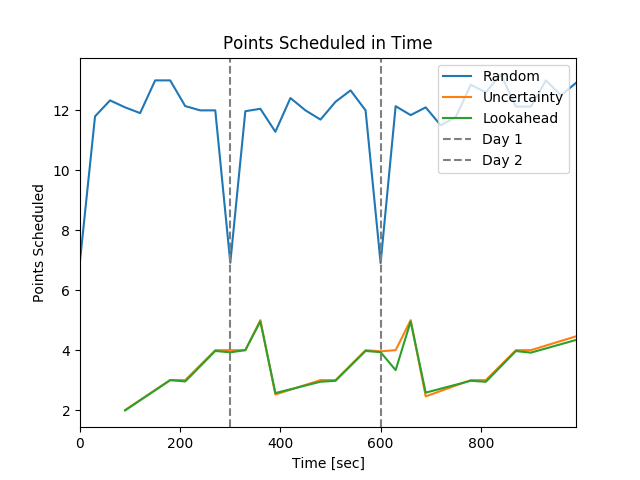 Points Scheduled in Time
Random
Uncertainty
Lookahead
Day 1
Day 2
Points Scheduled
12
10
8
6
4
2
0
200
400
600
800
Time [sec]